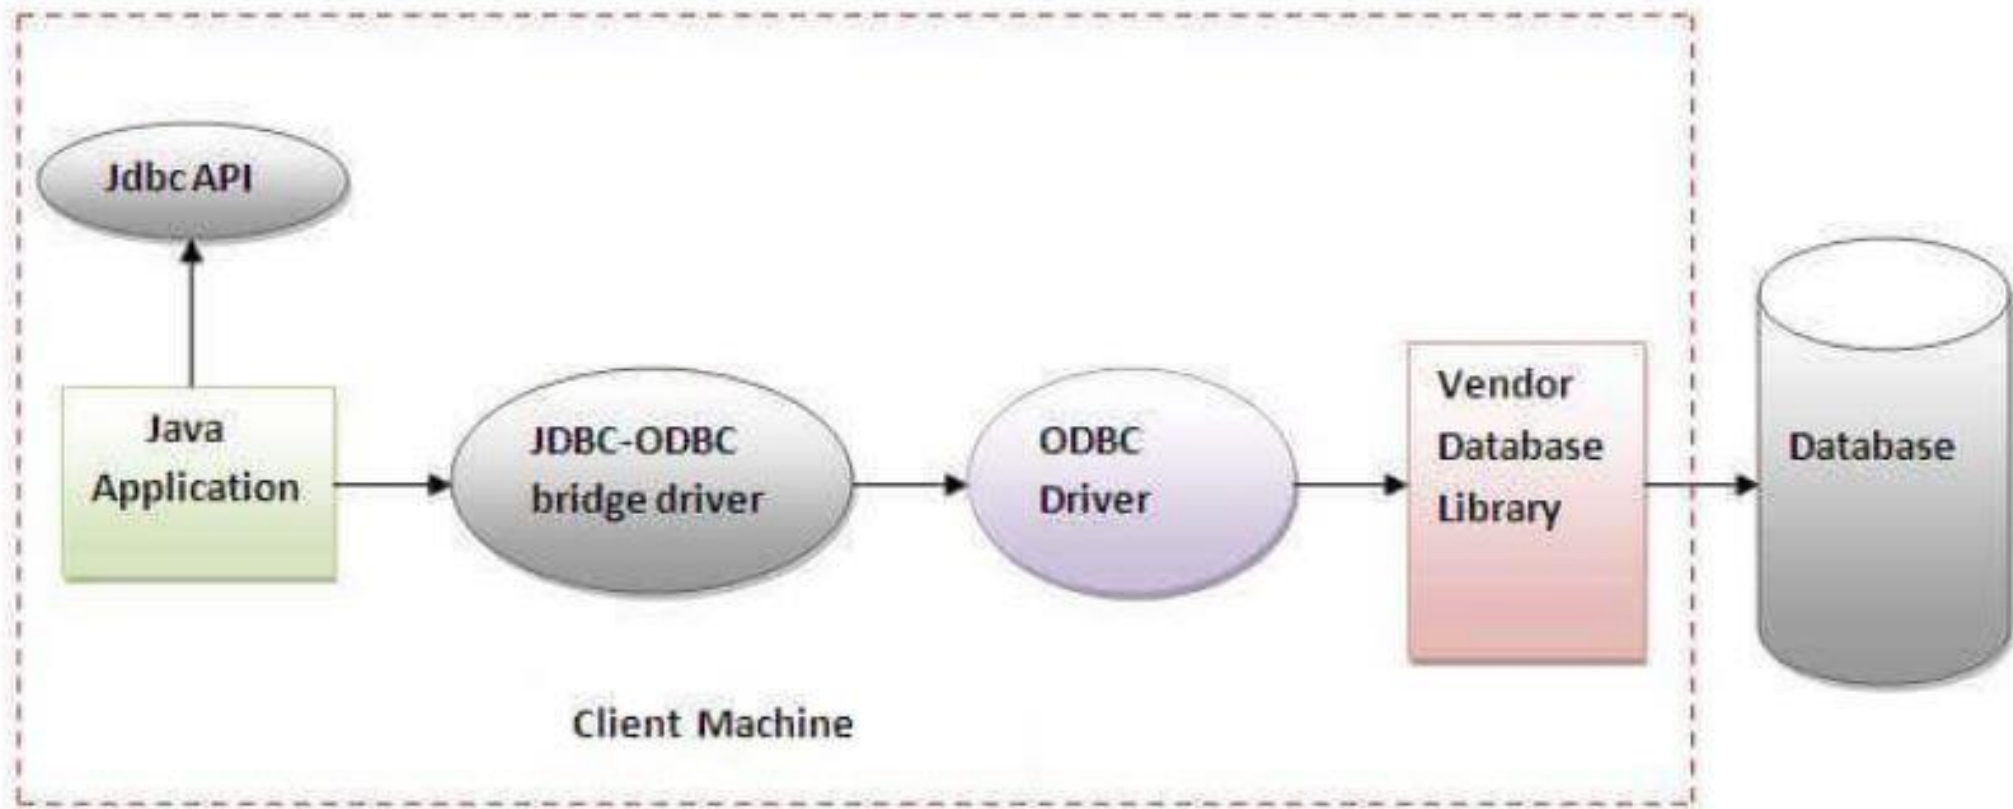 Jdbc API
Java
Application
JDBC-ODBC
bridge driver
ODBC
Driver
Vendor
Database
Library
Database
Client Machine